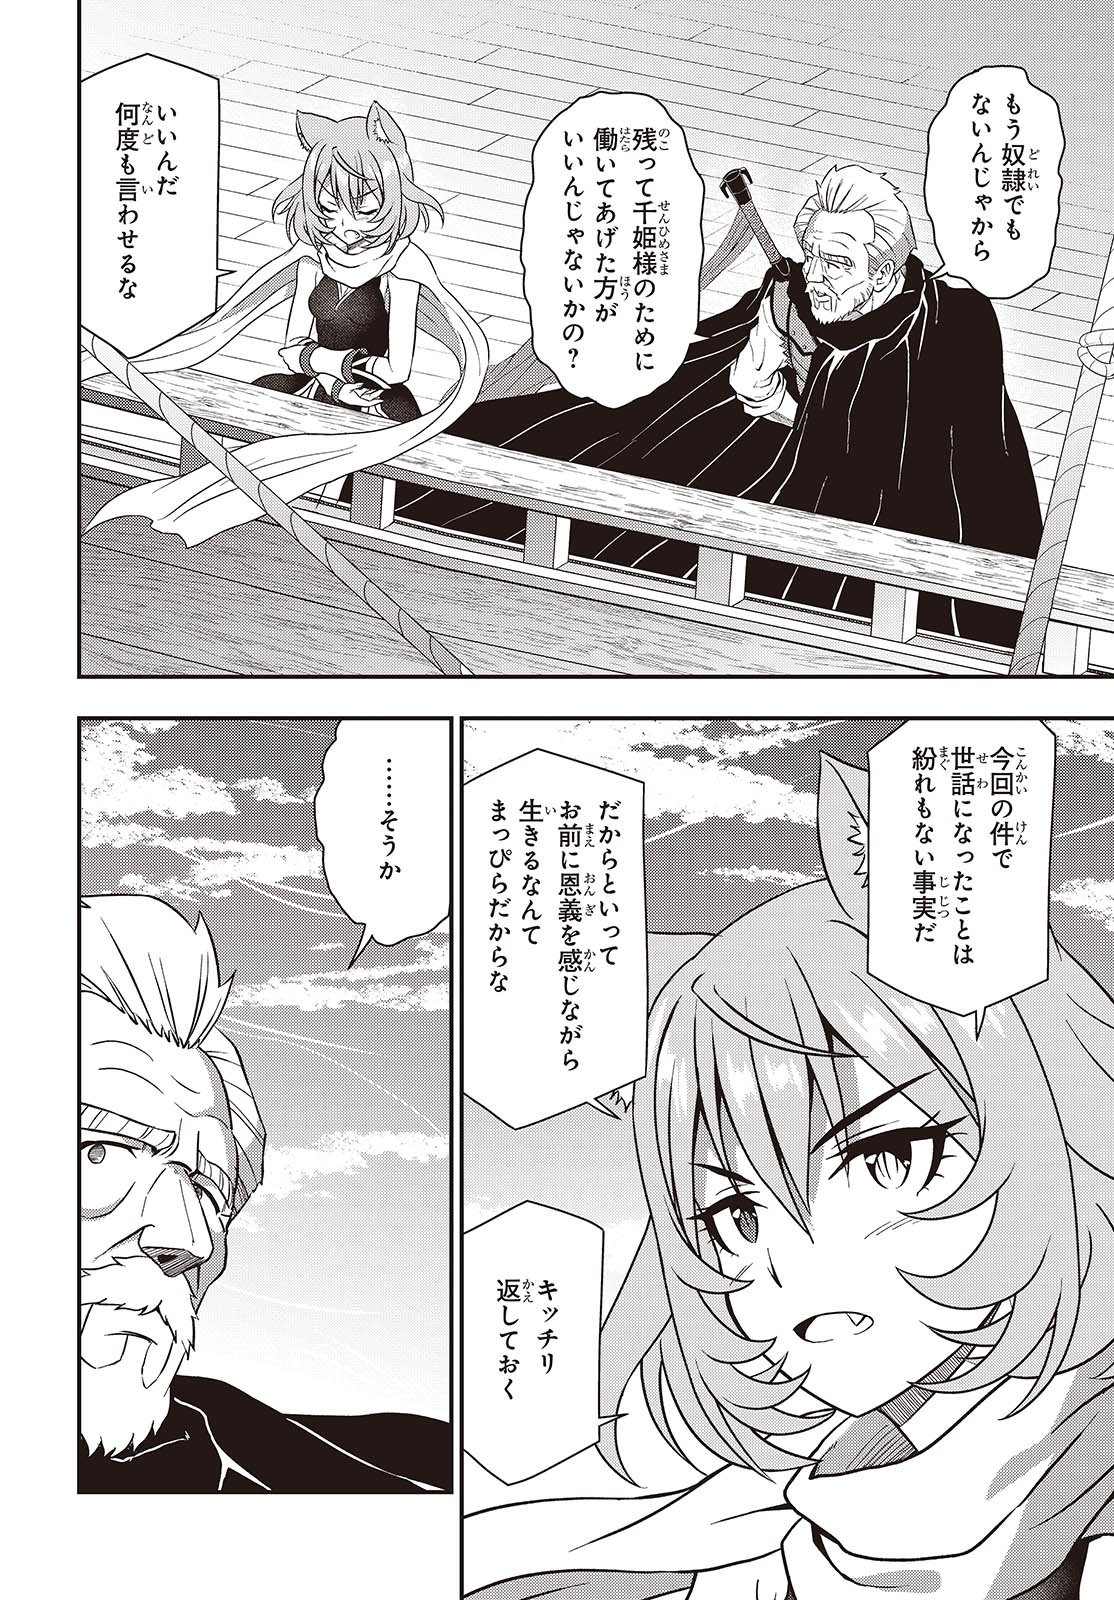 もう奴隷でも
ないんじゃから
残って千姫様のために
働いてあげた方が
いいんじゃないかの？
いいんだ
何度も言わせるな
今回の件で
世話になったことは
紛れもない事実だ
だからといって
お前に恩義を感じながら
生きるなんて
まっぴらだからな
キッチリ
返しておく
……そうか